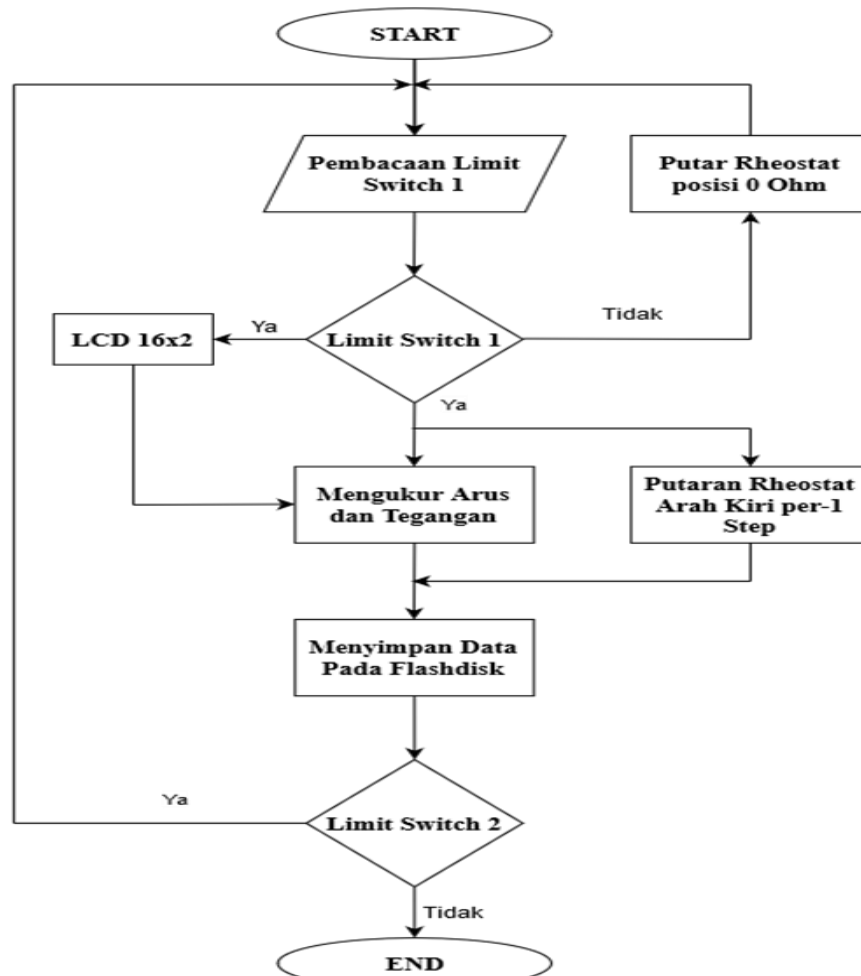 START
Pembacaan Limit
Switch 1
Putar Rheostat
posisi 0 Ohm
Limit Switch 1
Tidak
Ya
LCD 16x2
Ya
Mengukur Arus
dan Tegangan
Putaran Rheostat
Arah Kiri per-1
Step
Menyimpan Data
Pada Flashdisk
Limit Switch 2
Ya
Tidak
END